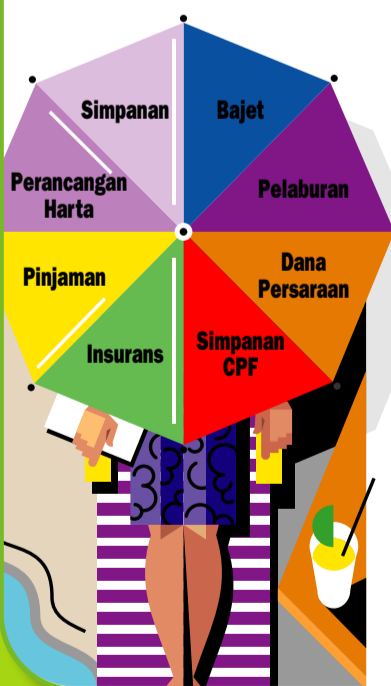 Simpanan
Bajet
Perancangan
Harta
Pelaburan
Pinjaman
Dana
Persaraan
Insurans
Simpanan
CPF